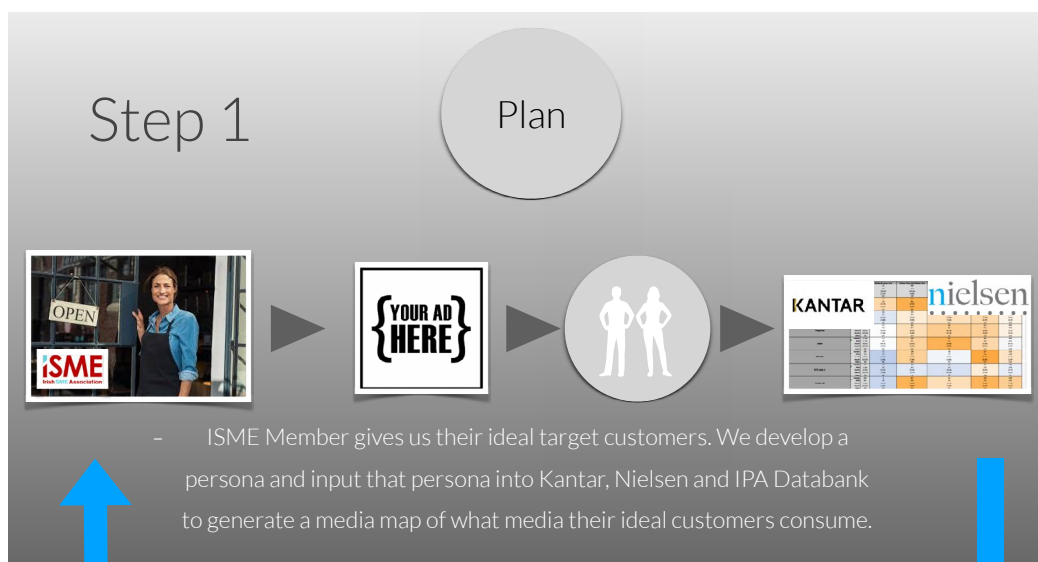 Step 1
Plan
OPEN
iSME
Irish SME Association
{YOUR AD
HERE}
KANTAR
nielsen
– ISME Member gives us their ideal target customers. We develop a
persona and input that persona into Kantar, Nielsen and IPA Databank
to generate a media map of what media their ideal customers consume.